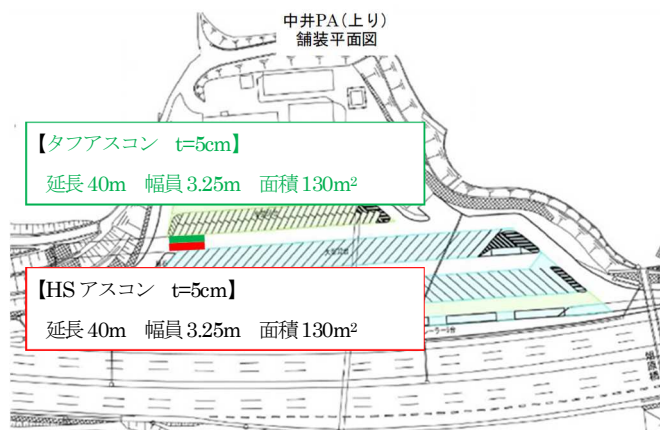 中井PA(上り)
舗装平面図
【タフアスコン　t=5cm】
延長 40m　幅員 3.25m　面積 130m²
【HS アスコン　t=5cm】
延長 40m　幅員 3.25m　面積 130m²